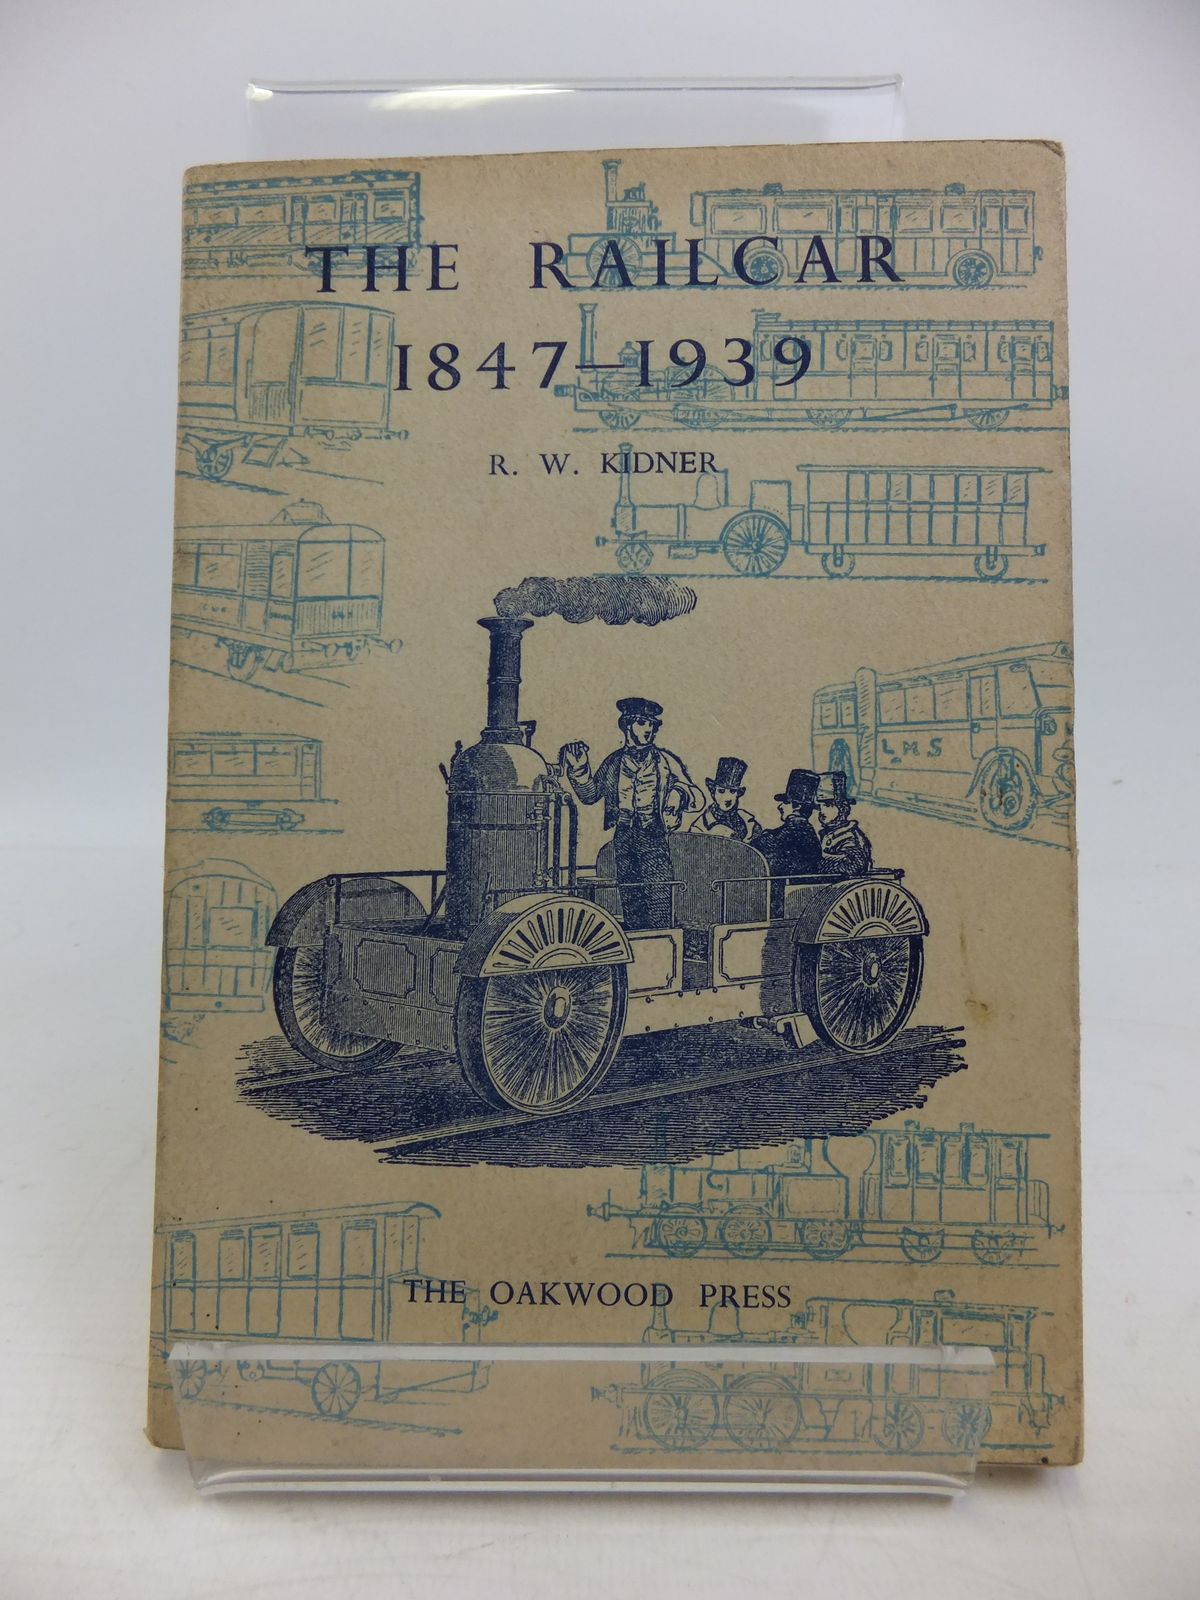 THE RAILCAR
1847–1939
R. W. KIDNER
LMS
THE OAKWOOD PRESS